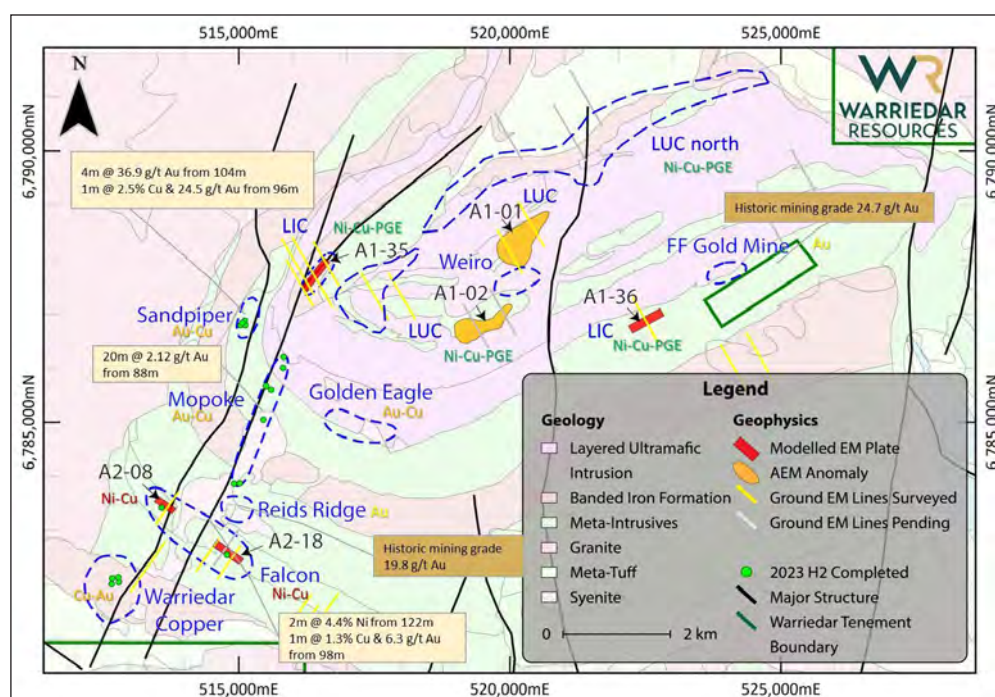 515,000mE
520,000mE
525,000mE
N
WR
WARRIEDAR
RESOURCES
6,790,000mN
6,790,000mN
LUC north
Ni-Cu-PGE
4m @ 36.9 g/t Au from 104m
1m @ 2.5% Cu & 24.5 g/t Au from 96m
Historic mining grade 24.7 g/t Au
LUC
A1-01
LIC
Ni-Cu-PGE
A1-35
FF Gold Mine
Au
Weiro
A1-02
A1-36
Sandpiper
Au-Cu
LUC
LIC
Ni-Cu-PGE
Ni-Cu-PGE
20m @ 2.12 g/t Au
from 88m
Mopoke
Au-Cu
Golden Eagle
Au-Cu
6,785,000mN
6,785,000mN
A2-08
Ni-Cu
Reids Ridge
Au
A2-18
Historic mining grade
19.8 g/t Au
Falcon
Ni-Cu
Cu-Au
Warriedar
Copper
2m @ 4.4% Ni from 122m
1m @ 1.3% Cu & 6.3 g/t Au
from 98m
Legend
Geology
Layered Ultramafic
Intrusion
Banded Iron Formation
Meta-Intrusives
Granite
Meta-Tuff
Syenite
0
2 km
Geophysics
Modelled EM Plate
AEM Anomaly
Ground EM Lines Surveyed
Ground EM Lines Pending
2023 H2 Completed
Major Structure
Warriedar Tenement
Boundary
515,000mE
520,000mE
525,000mE